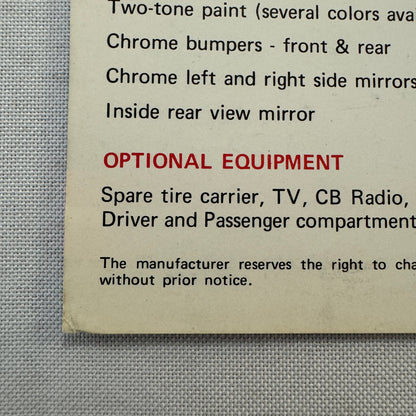 Two-tone paint (several colors ava
Chrome bumpers - front & rear
Chrome left and right side mirrors
Inside rear view mirror
OPTIONAL EQUIPMENT
Spare tire carrier, TV, CB Radio,
Driver and Passenger compartment
The manufacturer reserves the right to cha
without prior notice.